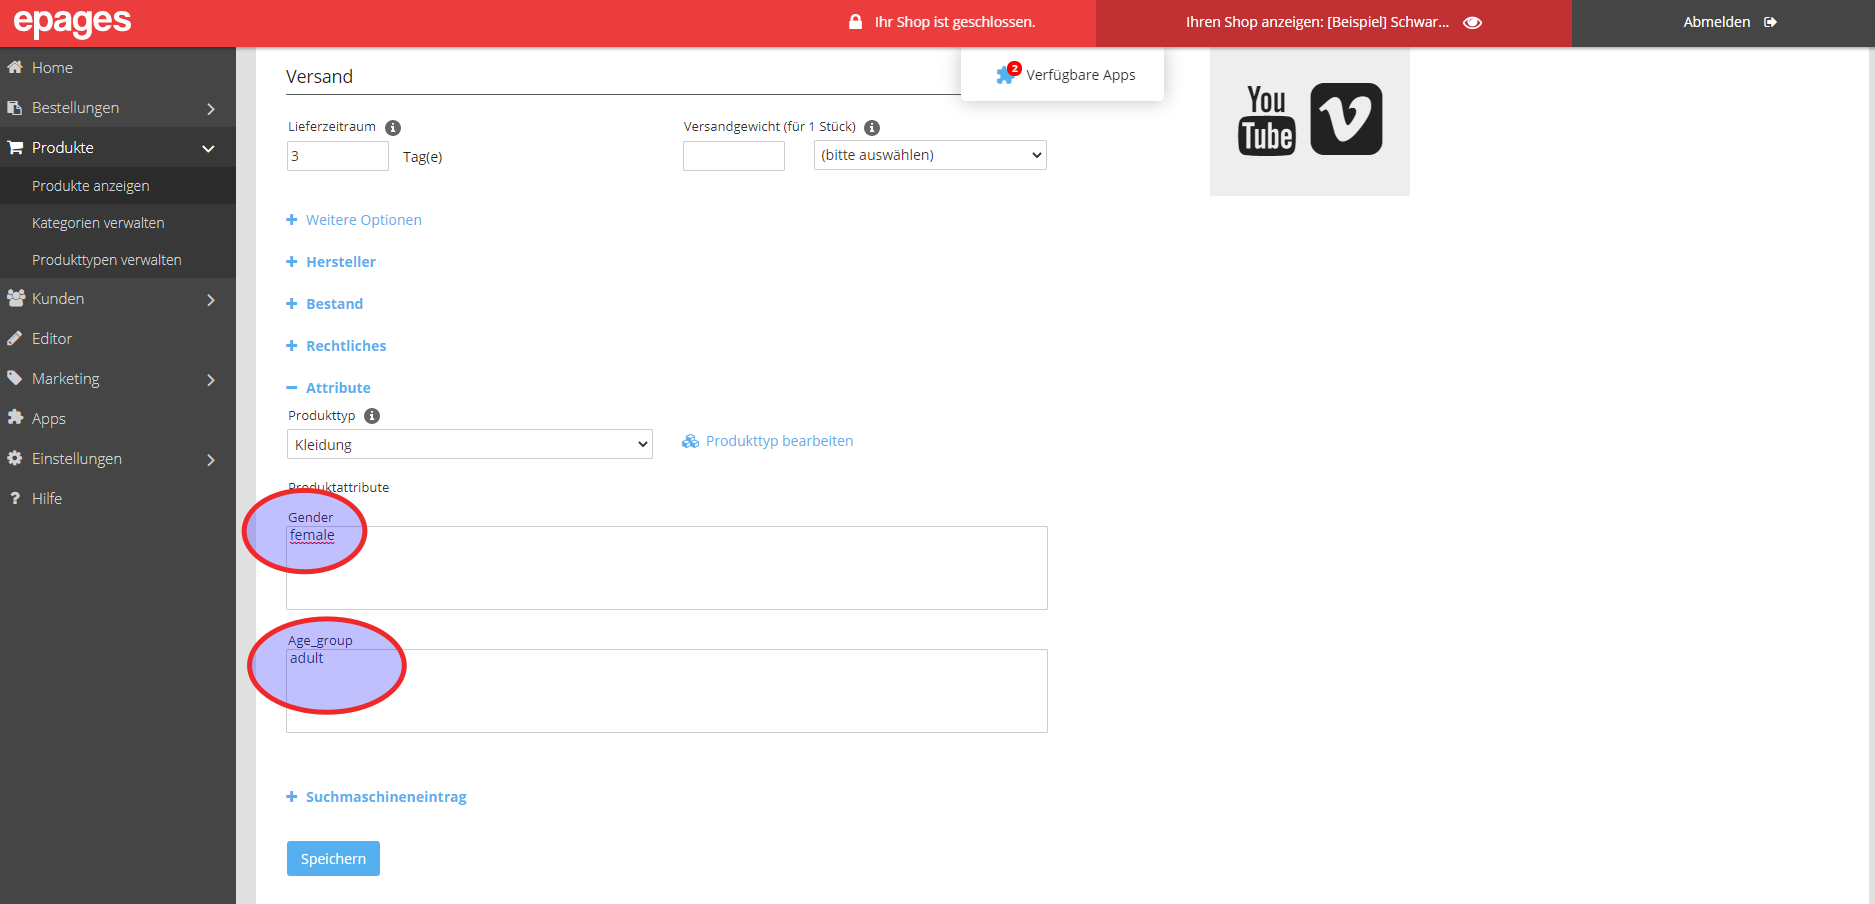 epages
Ihr Shop ist geschlossen.
Ihren Shop anzeigen: [Beispiel] Schwar...
Abmelden
Home
Bestellungen
Produkte
Produkte anzeigen
Kategorien verwalten
Produkttypen verwalten
Kunden
Editor
Marketing
Apps
Einstellungen
? Hilfe
Versand
2 Verfügbare Apps
You Tube
Lieferzeitraum
Versandgewicht (für 1 Stück)
3 Tag(e)
(bitte auswählen)
+ Weitere Optionen
+ Hersteller
+ Bestand
+ Rechtliches
− Attribute
Produkttyp
Kleidung
Produkttyp bearbeiten
Produktattribute
Gender
female
Age_group
adult
+ Suchmaschineneintrag
Speichern